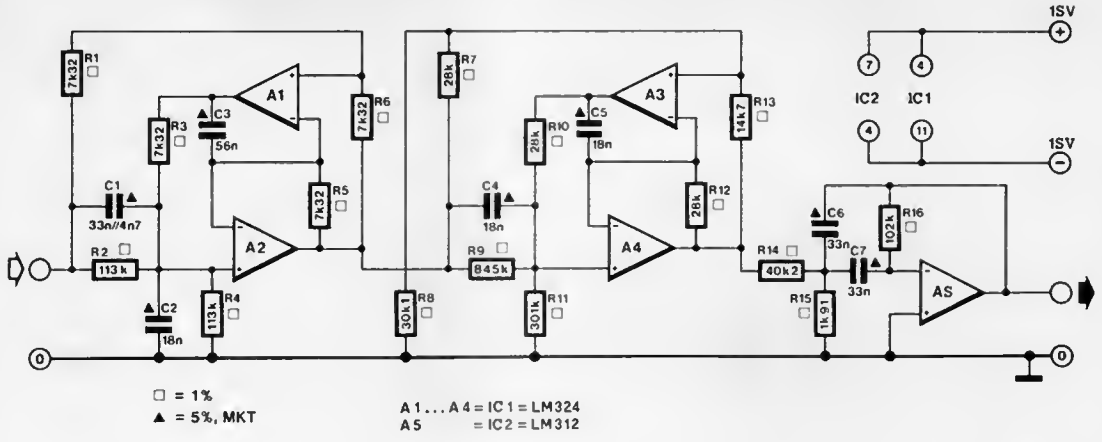 R1
7k32
R2
113k
R3
7k32
C1
33n//4n7
C2
18n
C3
56n
A1
A2
R4
113k
R5
7k32
R6
7k32
R7
28k
R8
30k1
R9
845k
R10
28k
C4
18n
C5
18n
A3
A4
R11
301k
R12
28k
R13
14k7
R14
40k2
R15
1k91
C6
33n
C7
33n
R16
102k
A5
15V
+
7
4
IC2
IC1
4
11
15V
−
0
0
□ = 1%
▲ = 5%, MKT
A1...A4 = IC1 = LM324
A5 = IC2 = LM312